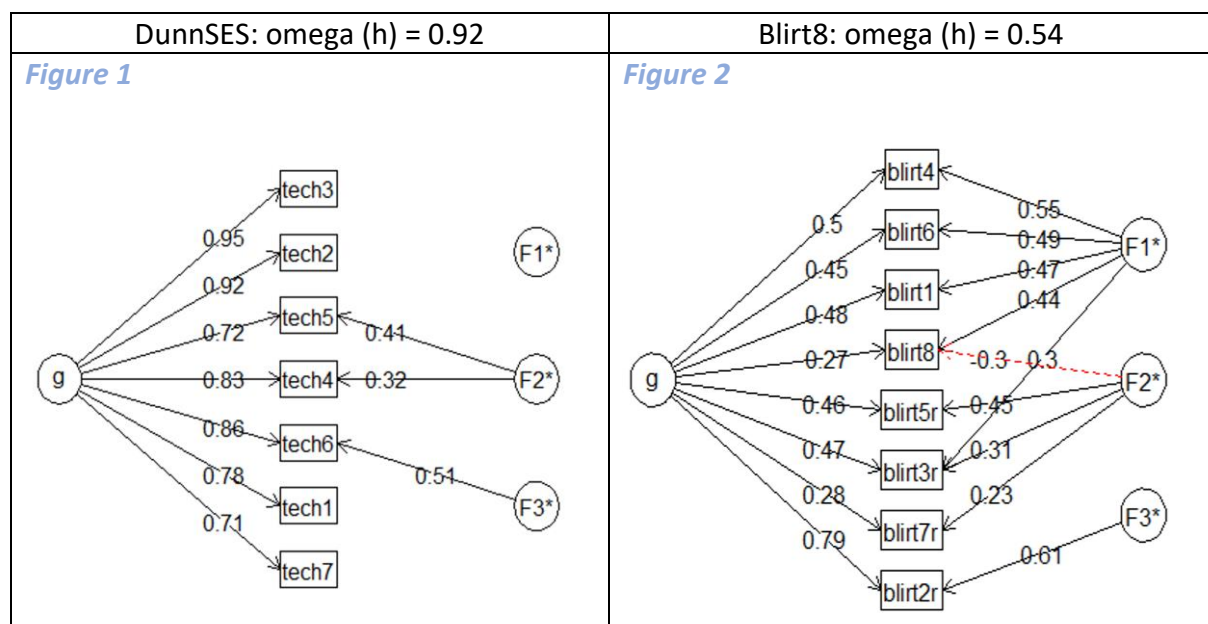 DunnSES: omega (h) = 0.92
Blirt8: omega (h) = 0.54
Figure 1
Figure 2
tech3
tech2
tech5
tech4
tech6
tech1
tech7
g
F1*
F2*
F3*
0.95
0.92
0.72
0.83
0.86
0.78
0.71
0.41
0.32
0.51
blirt4
blirt6
blirt1
blirt8
blirt5r
blirt3r
blirt7r
blirt2r
g
F1*
F2*
F3*
0.5
0.45
0.48
0.27
0.46
0.47
0.28
0.79
0.55
0.49
0.47
0.44
-0.3
0.3
0.45
0.31
0.23
0.61